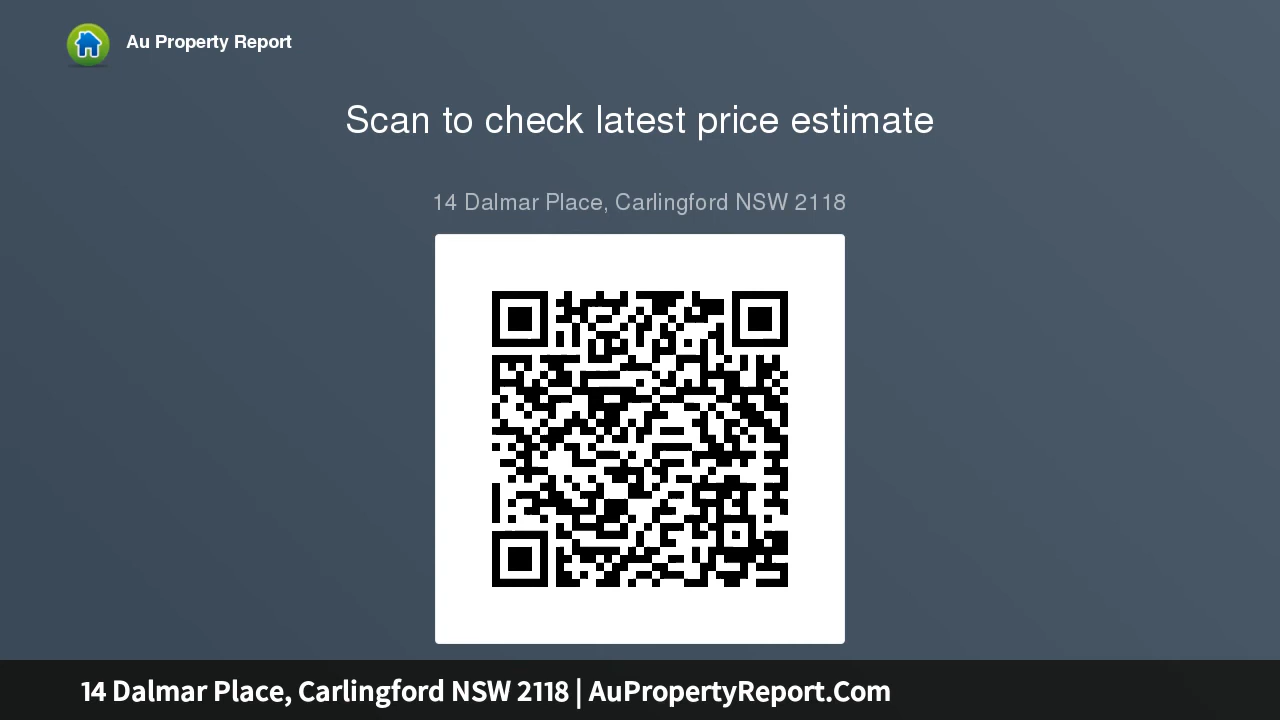 Au Property Report
Scan to check latest price estimate
14 Dalmar Place, Carlingford NSW 2118
14 Dalmar Place, Carlingford NSW 2118 | AuPropertyReport.Com